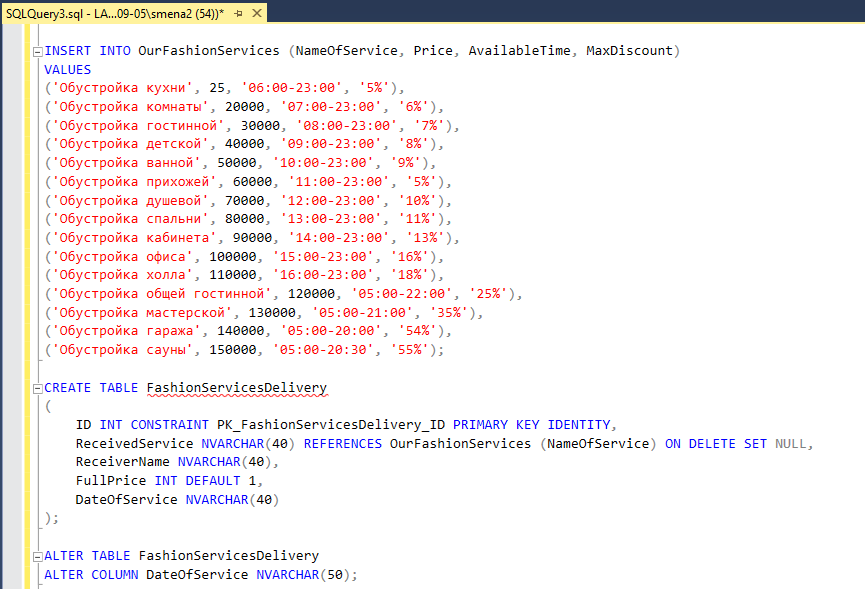 SQLQuery3.sql - LA...09-05\smena2 (54))*
INSERT INTO OurFashionServices (NameOfService, Price, AvailableTime, MaxDiscount)
VALUES
('Обустройка кухни', 25, '06:00-23:00', '5%'),
('Обустройка комнаты', 20000, '07:00-23:00', '6%'),
('Обустройка гостинной', 30000, '08:00-23:00', '7%'),
('Обустройка детской', 40000, '09:00-23:00', '8%'),
('Обустройка ванной', 50000, '10:00-23:00', '9%'),
('Обустройка прихожей', 60000, '11:00-23:00', '5%'),
('Обустройка душевой', 70000, '12:00-23:00', '10%'),
('Обустройка спальни', 80000, '13:00-23:00', '11%'),
('Обустройка кабинета', 90000, '14:00-23:00', '13%'),
('Обустройка офиса', 100000, '15:00-23:00', '16%'),
('Обустройка холла', 110000, '16:00-23:00', '18%'),
('Обустройка общей гостинной', 120000, '05:00-22:00', '25%'),
('Обустройка мастерской', 130000, '05:00-21:00', '35%'),
('Обустройка гаража', 140000, '05:00-20:00', '54%'),
('Обустройка сауны', 150000, '05:00-20:30', '55%');
CREATE TABLE FashionServicesDelivery
(
ID INT CONSTRAINT PK_FashionServicesDelivery_ID PRIMARY KEY IDENTITY,
ReceivedService NVARCHAR(40) REFERENCES OurFashionServices (NameOfService) ON DELETE SET NULL,
ReceiverName NVARCHAR(40),
FullPrice INT DEFAULT 1,
DateOfService NVARCHAR(40)
);
ALTER TABLE FashionServicesDelivery
ALTER COLUMN DateOfService NVARCHAR(50);